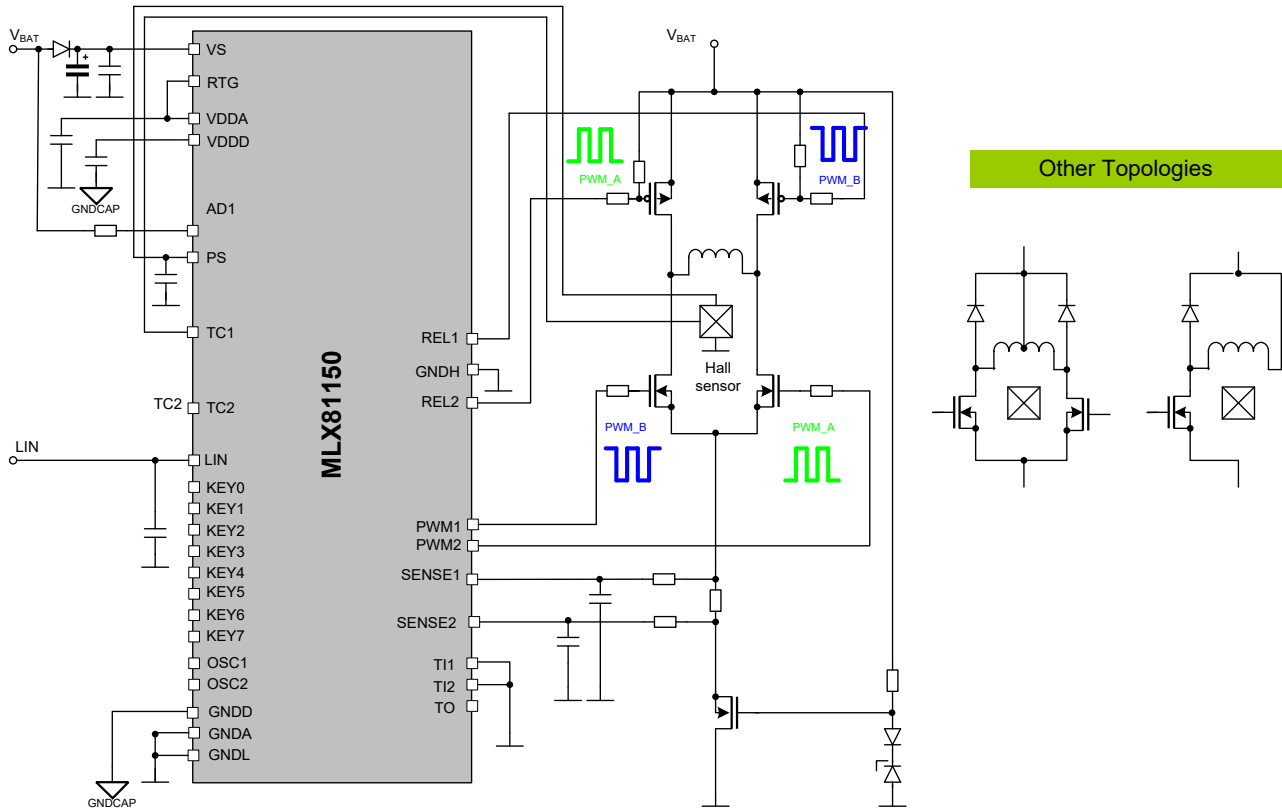 V_BAT
VS
RTG
VDDA
VDDD
GNDCAP
AD1
PS
TC1
TC2
TC2
LIN
LIN
KEY0
KEY1
KEY2
KEY3
KEY4
KEY5
KEY6
KEY7
OSC1
OSC2
GNDD
GNDA
GNDL
GNDCAP
MLX81150
REL1
GNDH
REL2
PWM1
PWM2
SENSE1
SENSE2
TI1
TI2
TO
V_BAT
PWM_A
PWM_B
Hall
sensor
PWM_B
PWM_A
+
Other Topologies